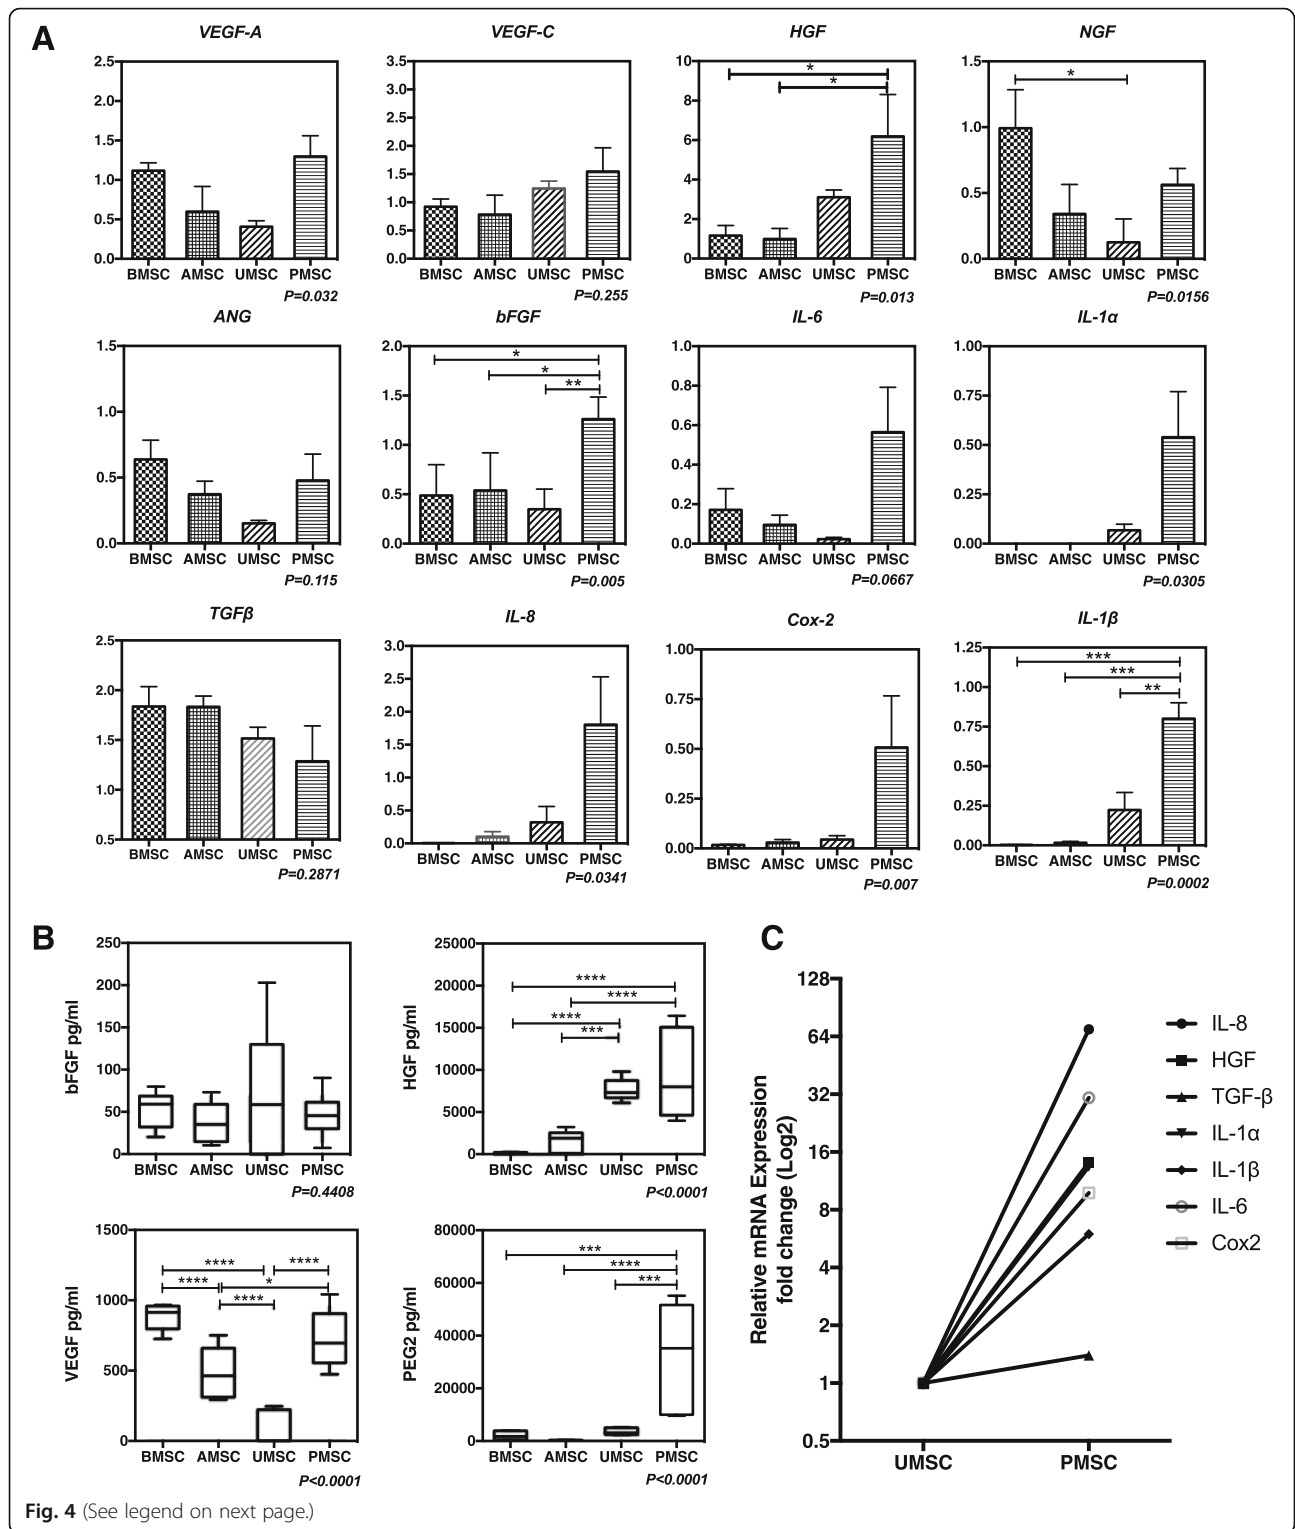 A
VEGF-A VEGF-C HGF NGF
2.5 2.0 1.5 1.0 0.5 0.0
BMSC AMSC UMSC PMSC
P=0.032
3.5 3.0 2.5 2.0 1.5 1.0 0.5 0.0
BMSC AMSC UMSC PMSC
P=0.255
10 8 6 4 2 0
* *
BMSC AMSC UMSC PMSC
P=0.013
1.5 1.0 0.5 0.0
*
BMSC AMSC UMSC PMSC
P=0.0156
ANG bFGF IL-6 IL-1α
1.5 1.0 0.5 0.0
BMSC AMSC UMSC PMSC
P=0.115
2.0 1.5 1.0 0.5 0.0
* * **
BMSC AMSC UMSC PMSC
P=0.005
1.0 0.8 0.6 0.4 0.2 0.0
BMSC AMSC UMSC PMSC
P=0.0667
1.00 0.75 0.50 0.25 0.00
BMSC AMSC UMSC PMSC
P=0.0305
TGFβ IL-8 Cox-2 IL-1β
2.5 2.0 1.5 1.0 0.5
BMSC AMSC UMSC PMSC
P=0.2871
3.0 2.5 2.0 1.5 1.0 0.5 0.0
BMSC AMSC UMSC PMSC
P=0.0341
1.00 0.75 0.50 0.25 0.00
BMSC AMSC UMSC PMSC
P=0.007
1.25 1.00 0.75 0.50 0.25 0.00
*** *** **
BMSC AMSC UMSC PMSC
P=0.0002
B
bFGF pg/ml
250 200 150 100 50 0
BMSC AMSC UMSC PMSC
P=0.4408
HGF pg/ml
25000 20000 15000 10000 5000 0
**** **** **** ***
BMSC AMSC UMSC PMSC
P<0.0001
VEGF pg/ml
1500 1000 500 0
**** **** **** * ****
BMSC AMSC UMSC PMSC
P<0.0001
PEG2 pg/ml
80000 60000 40000 20000 0
*** **** ***
BMSC AMSC UMSC PMSC
P<0.0001
C
Relative mRNA Expression
fold change (Log2)
128 64 32 16 8 4 2 1 0.5
UMSC PMSC
IL-8
HGF
TGF-β
IL-1α
IL-1β
IL-6
Cox2
Fig. 4 (See legend on next page.)